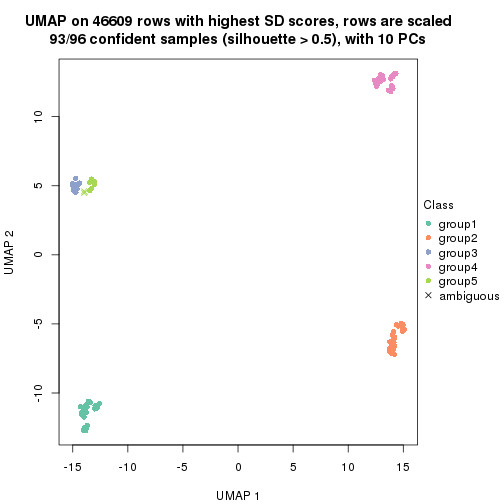 UMAP on 46609 rows with highest SD scores, rows are scaled
93/96 confident samples (silhouette > 0.5), with 10 PCs
10
5
0
-5
-10
UMAP 2
-15
-10
-5
0
5
10
15
UMAP 1
Class
group1
group2
group3
group4
group5
ambiguous